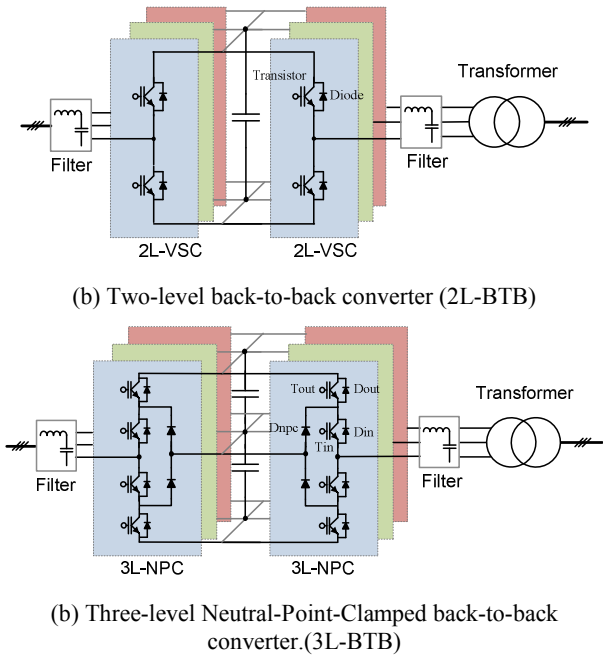 Transistor
Diode
Transformer
Filter
Filter
2L-VSC
2L-VSC
(b) Two-level back-to-back converter (2L-BTB)
Tout
Dout
Transformer
Dnpc
Din
Tin
Filter
Filter
3L-NPC
3L-NPC
(b) Three-level Neutral-Point-Clamped back-to-back
converter.(3L-BTB)